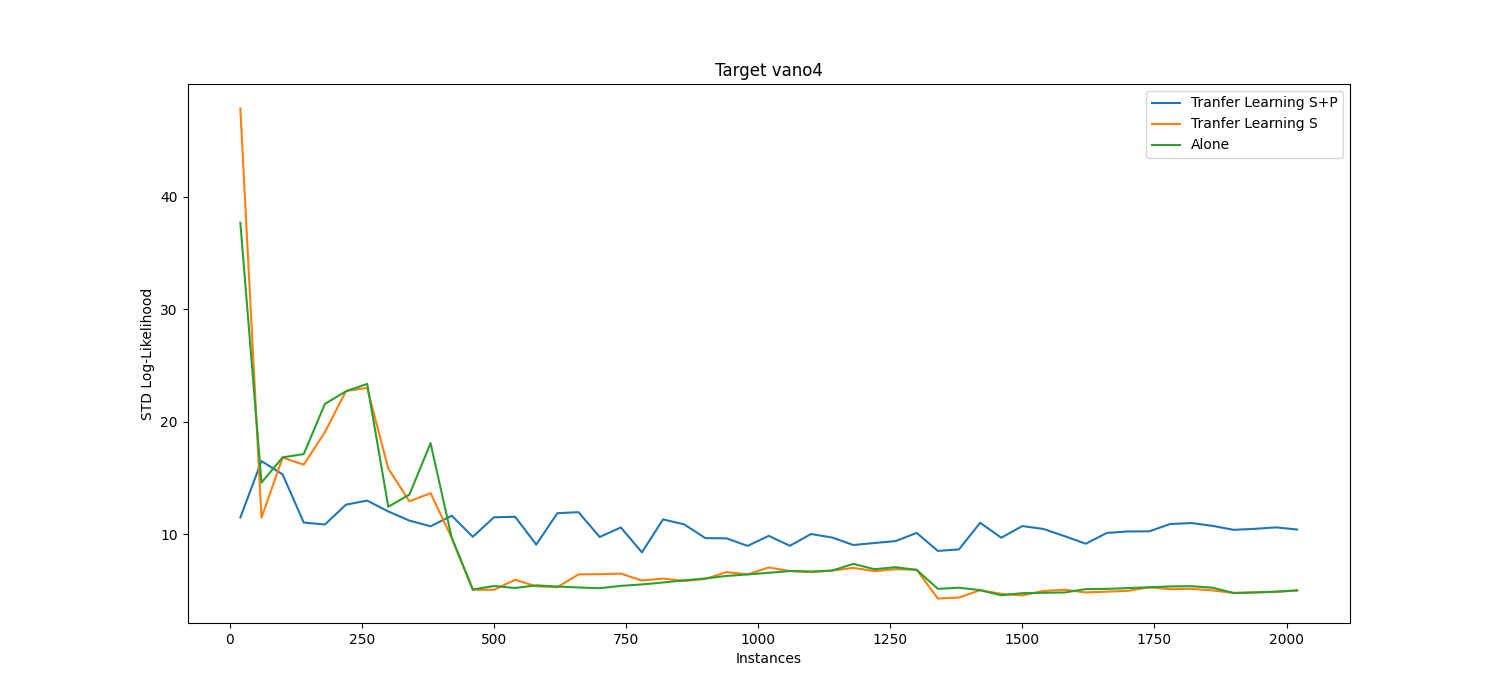 Target vano4
Tranfer Learning S+P
Tranfer Learning S
Alone
STD Log-Likelihood
40
30
20
10
0
250
500
750
1000
1250
1500
1750
2000
Instances